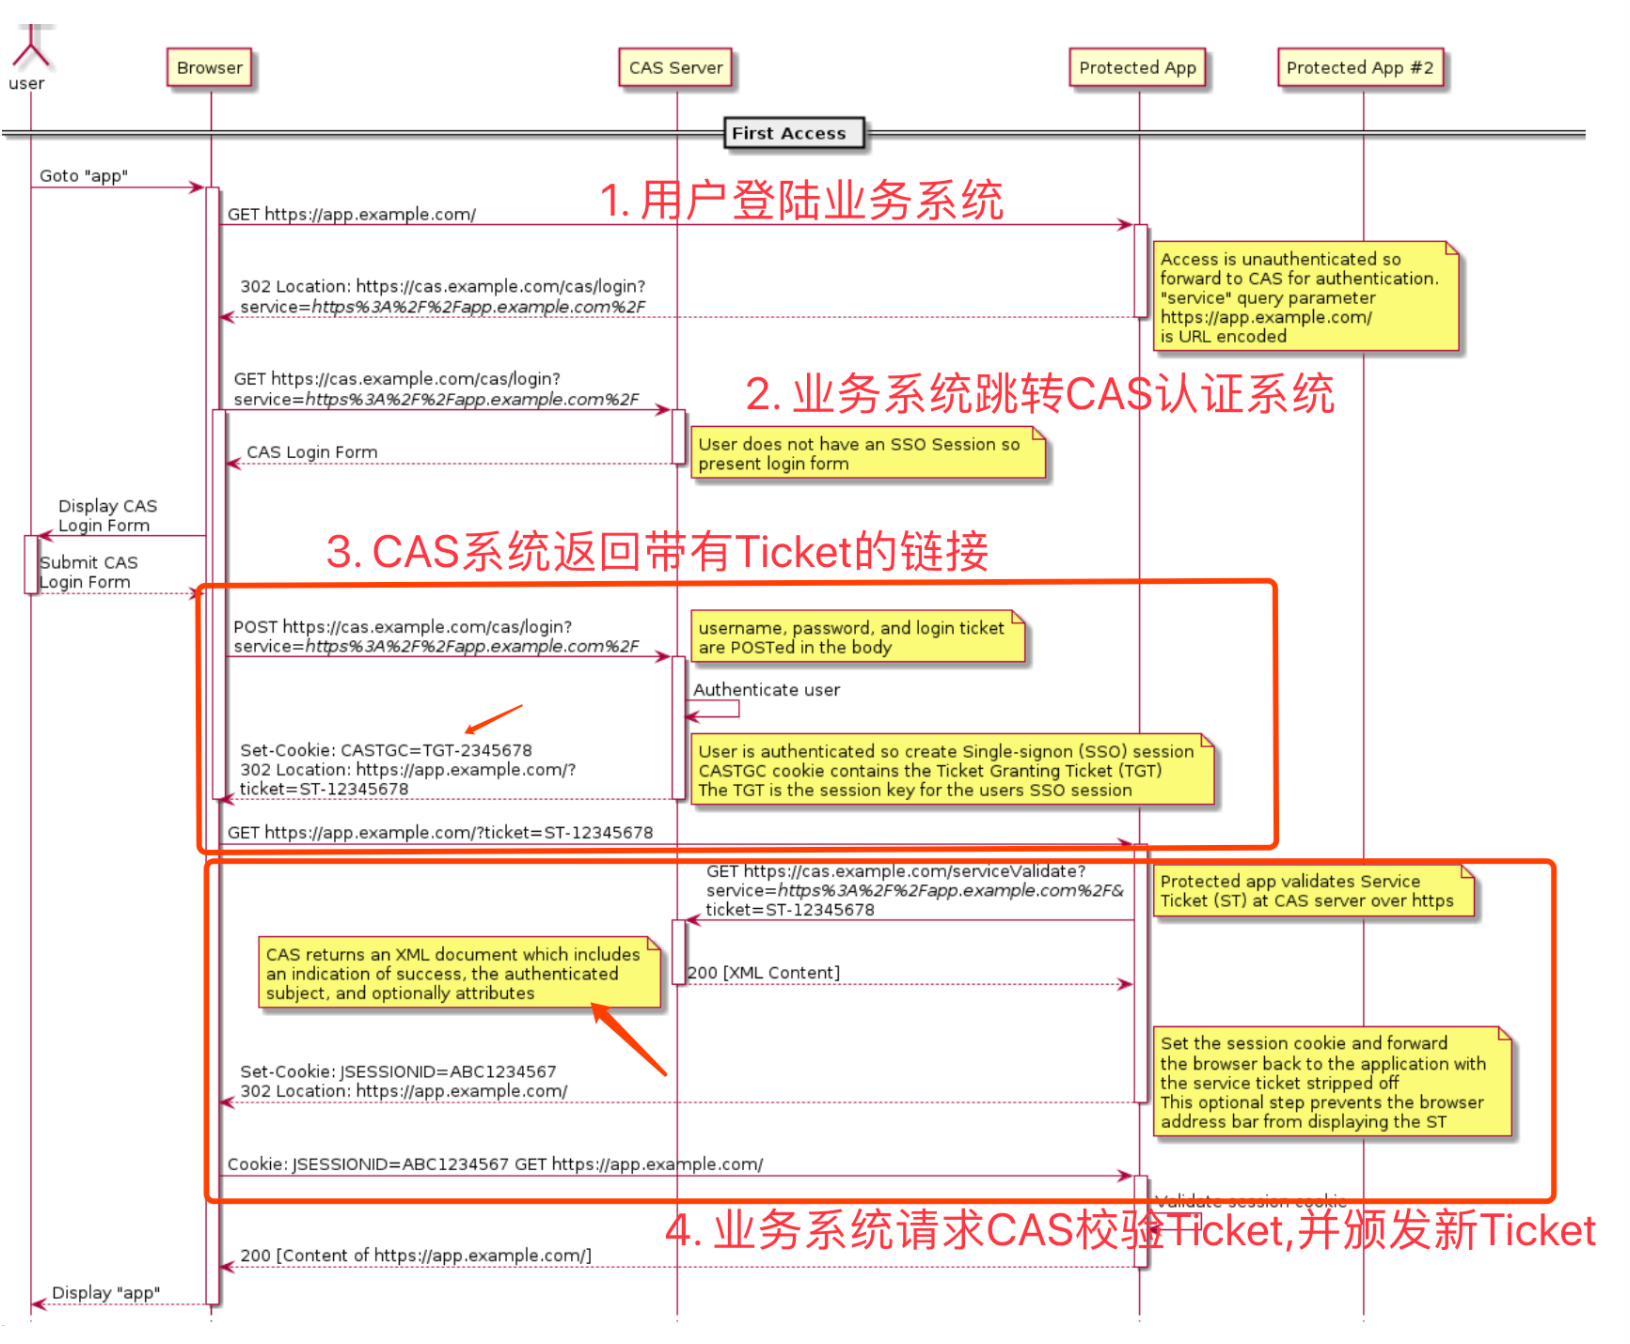 user
Browser
CAS Server
Protected App
Protected App #2
First Access
Goto "app"
1. 用户登陆业务系统
GET https://app.example.com/
Access is unauthenticated so
forward to CAS for authentication.
"service" query parameter
https://app.example.com/
is URL encoded
302 Location: https://cas.example.com/cas/login?
service=https%3A%2F%2Fapp.example.com%2F
GET https://cas.example.com/cas/login?
service=https%3A%2F%2Fapp.example.com%2F
2. 业务系统跳转CAS认证系统
User does not have an SSO Session so
present login form
CAS Login Form
Display CAS
Login Form
3. CAS系统返回带有Ticket的链接
Submit CAS
Login Form
POST https://cas.example.com/cas/login?
service=https%3A%2F%2Fapp.example.com%2F
username, password, and login ticket
are POSTed in the body
Authenticate user
Set-Cookie: CASTGC=TGT-2345678
302 Location: https://app.example.com/?
ticket=ST-12345678
User is authenticated so create Single-signon (SSO) session
CASTGC cookie contains the Ticket Granting Ticket (TGT)
The TGT is the session key for the users SSO session
GET https://app.example.com/?ticket=ST-12345678
GET https://cas.example.com/serviceValidate?
service=https%3A%2F%2Fapp.example.com%2F&
ticket=ST-12345678
Protected app validates Service
Ticket (ST) at CAS server over https
CAS returns an XML document which includes
an indication of success, the authenticated
subject, and optionally attributes
200 [XML Content]
Set the session cookie and forward
the browser back to the application with
the service ticket stripped off
This optional step prevents the browser
address bar from displaying the ST
Set-Cookie: JSESSIONID=ABC1234567
302 Location: https://app.example.com/
Cookie: JSESSIONID=ABC1234567 GET https://app.example.com/
Validate session cookie
4. 业务系统请求CAS校验Ticket,并颁发新Ticket
200 [Content of https://app.example.com/]
Display "app"